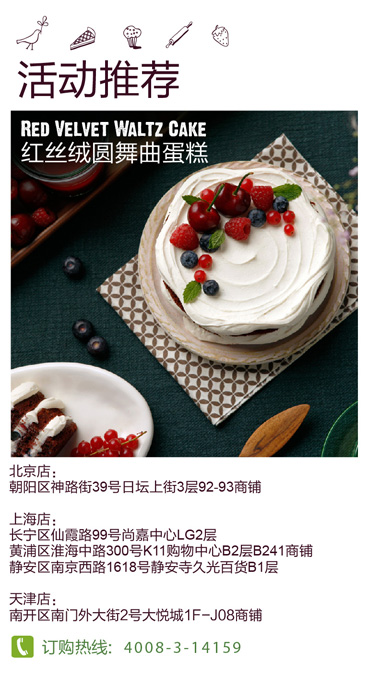 活动推荐
RED VELVET WALTZ CAKE
红丝绒圆舞曲蛋糕
北京店：
朝阳区神路街39号日坛上街3层92-93商铺
上海店：
长宁区仙霞路99号尚嘉中心LG2层
黄浦区淮海中路300号K11购物中心B2层B241商铺
静安区南京西路1618号静安寺久光百货B1层
天津店：
南开区南门外大街2号大悦城1F-J08商铺
订购热线：4008-3-14159